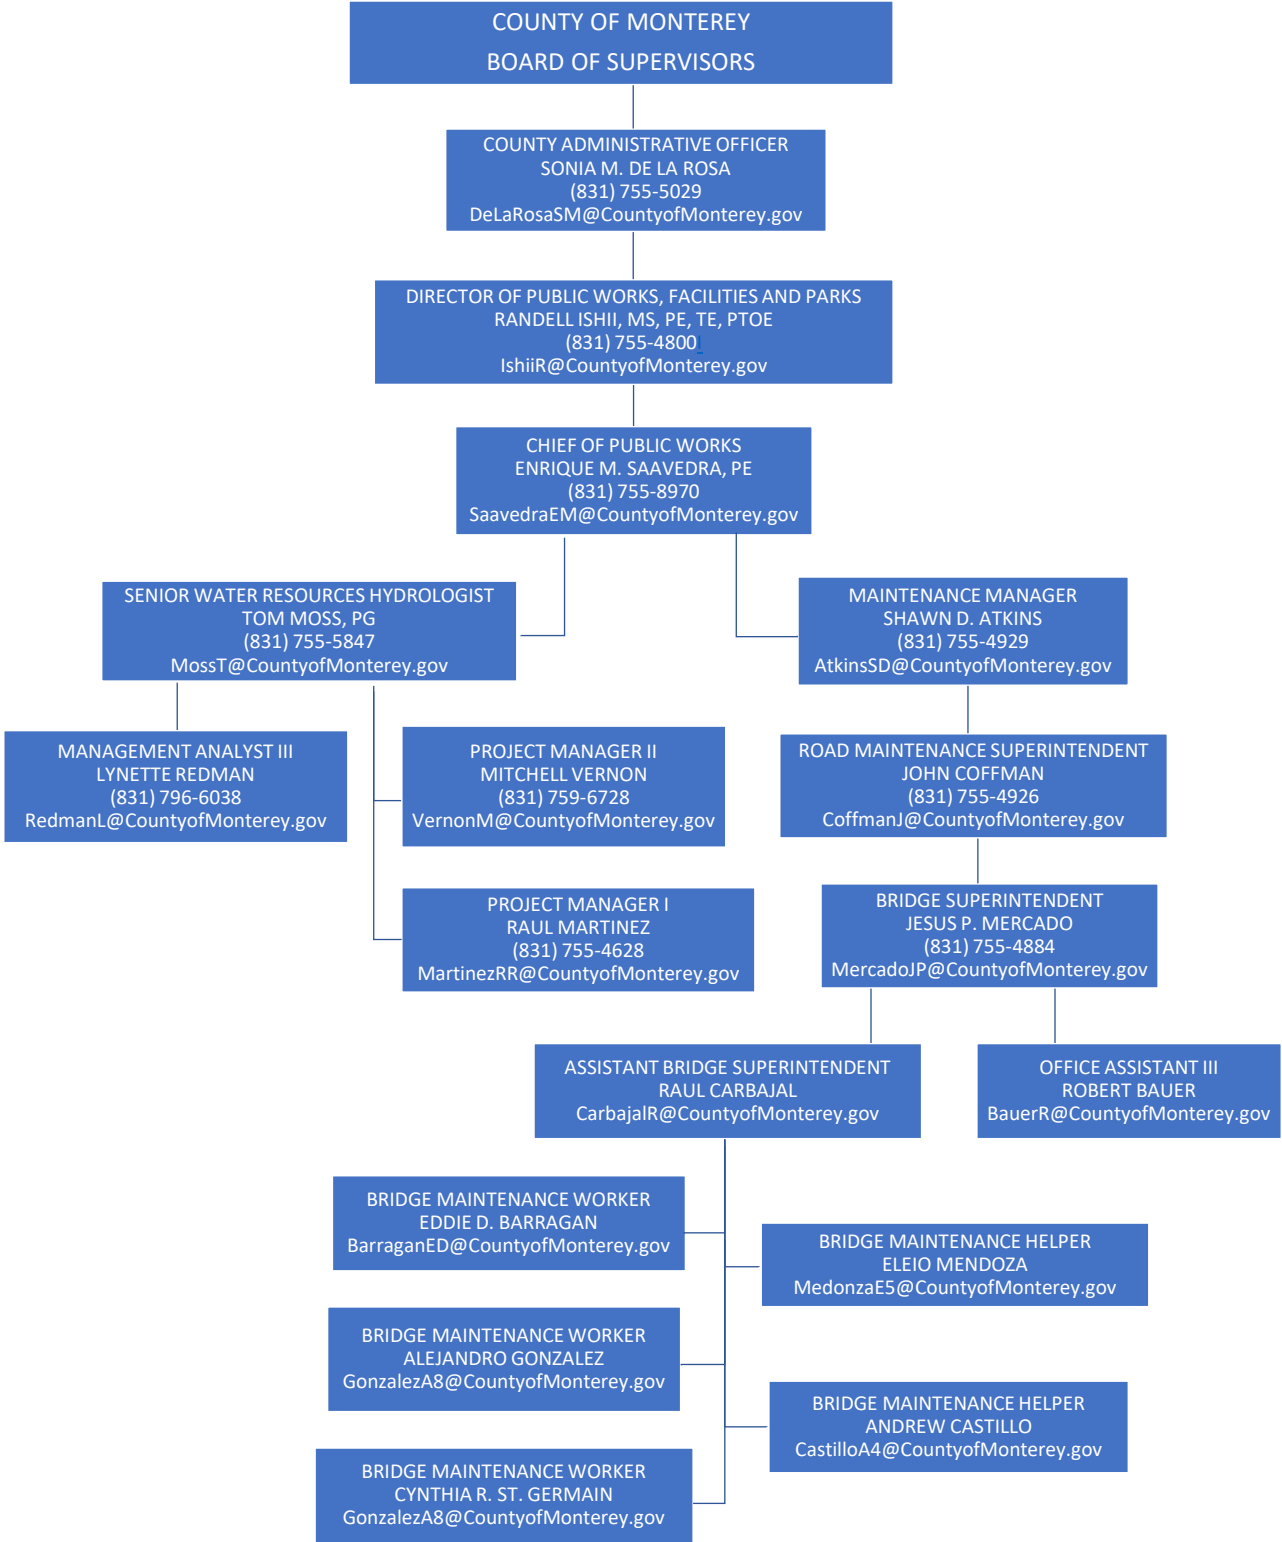 COUNTY OF MONTEREY
BOARD OF SUPERVISORS
COUNTY ADMINISTRATIVE OFFICER
SONIA M. DE LA ROSA
(831) 755-5029
DeLaRosaSM@CountyofMonterey.gov
DIRECTOR OF PUBLIC WORKS, FACILITIES AND PARKS
RANDELL ISHII, MS, PE, TE, PTOE
(831) 755-4800
IshiiR@CountyofMonterey.gov
CHIEF OF PUBLIC WORKS
ENRIQUE M. SAAVEDRA, PE
(831) 755-8970
SaavedraEM@CountyofMonterey.gov
SENIOR WATER RESOURCES HYDROLOGIST
TOM MOSS, PG
(831) 755-5847
MossT@CountyofMonterey.gov
MAINTENANCE MANAGER
SHAWN D. ATKINS
(831) 755-4929
AtkinsSD@CountyofMonterey.gov
MANAGEMENT ANALYST III
LYNETTE REDMAN
(831) 796-6038
RedmanL@CountyofMonterey.gov
PROJECT MANAGER II
MITCHELL VERNON
(831) 759-6728
VernonM@CountyofMonterey.gov
ROAD MAINTENANCE SUPERINTENDENT
JOHN COFFMAN
(831) 755-4926
CoffmanJ@CountyofMonterey.gov
PROJECT MANAGER I
RAUL MARTINEZ
(831) 755-4628
MartinezRR@CountyofMonterey.gov
BRIDGE SUPERINTENDENT
JESUS P. MERCADO
(831) 755-4884
MercadoJP@CountyofMonterey.gov
ASSISTANT BRIDGE SUPERINTENDENT
RAUL CARBAJAL
CarbajalR@CountyofMonterey.gov
OFFICE ASSISTANT III
ROBERT BAUER
BauerR@CountyofMonterey.gov
BRIDGE MAINTENANCE WORKER
EDDIE D. BARRAGAN
BarraganED@CountyofMonterey.gov
BRIDGE MAINTENANCE HELPER
ELEIO MENDOZA
MedonzaE5@CountyofMonterey.gov
BRIDGE MAINTENANCE WORKER
ALEJANDRO GONZALEZ
GonzalezA8@CountyofMonterey.gov
BRIDGE MAINTENANCE HELPER
ANDREW CASTILLO
CastilloA4@CountyofMonterey.gov
BRIDGE MAINTENANCE WORKER
CYNTHIA R. ST. GERMAIN
GonzalezA8@CountyofMonterey.gov